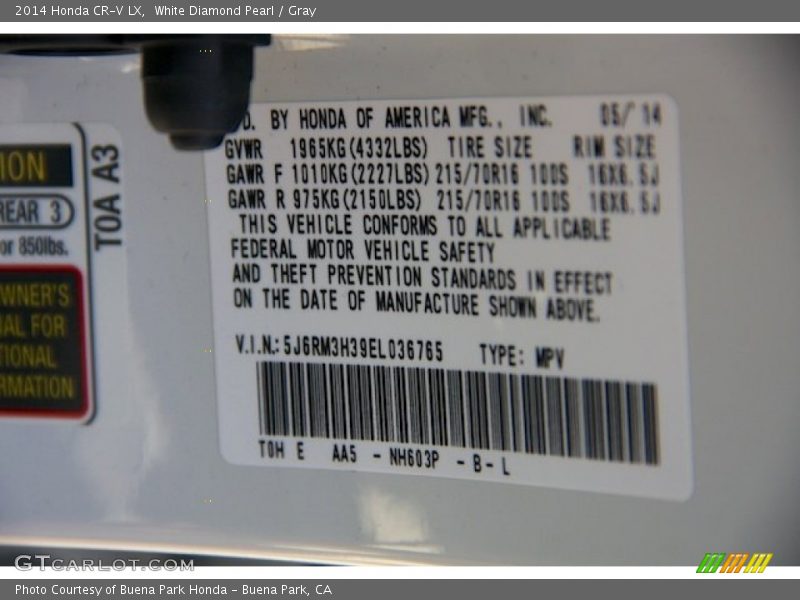 2014 Honda CR-V LX, White Diamond Pearl / Gray
BY HONDA OF AMERICA MFG., INC. 05/ 14
GVWR 1965KG(4332LBS) TIRE SIZE RIM SIZE
GAWR F 1010KG(2227LBS) 215/70R16 100S 16X6.5J
GAWR R 975KG(2150LBS) 215/70R16 100S 16X6.5J
THIS VEHICLE CONFORMS TO ALL APPLICABLE
FEDERAL MOTOR VEHICLE SAFETY
AND THEFT PREVENTION STANDARDS IN EFFECT
ON THE DATE OF MANUFACTURE SHOWN ABOVE.
V.I.N.: 5J6RM3H39EL036765 TYPE: MPV
T0H E AA5 - NH603P - B - L
ION
REAR 3
or 850lbs.
T0A A3
WNER'S
AL FOR
TIONAL
RMATION
GTCARLOT.COM
Photo Courtesy of Buena Park Honda - Buena Park, CA